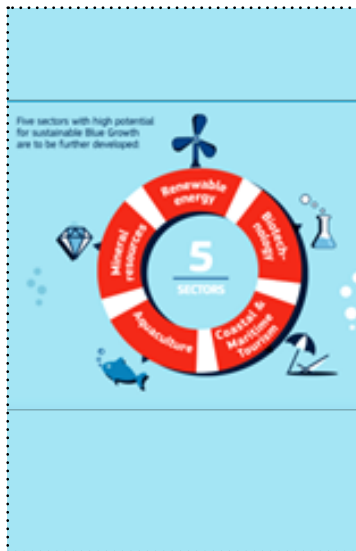 Five sectors with high potential
for sustainable Blue Growth
are to be further developed:
Renewable
energy
Biotech-
nology
Coastal &
Maritime
Tourism
Aquaculture
Mineral
resources
5
SECTORS